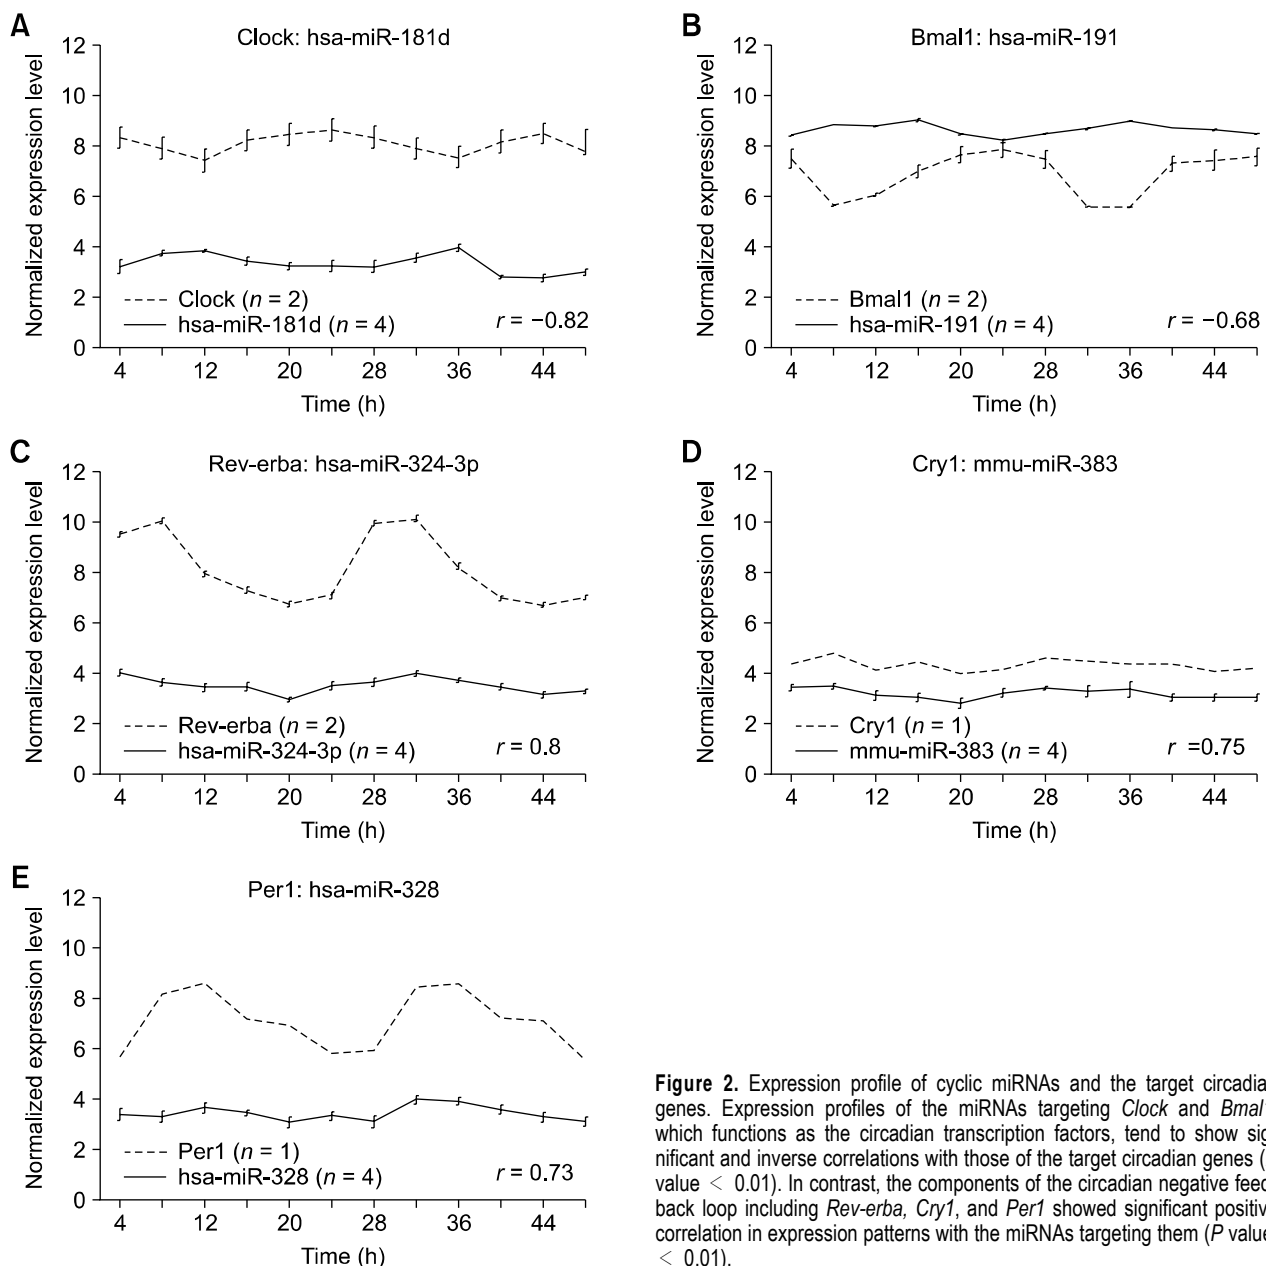 A
Clock: hsa-miR-181d
Normalized expression level
12
10
8
6
4
2
0
Clock (n = 2)
hsa-miR-181d (n = 4)
r = −0.82
4 12 20 28 36 44
Time (h)
B
Bmal1: hsa-miR-191
Normalized expression level
12
10
8
6
4
2
0
Bmal1 (n = 2)
hsa-miR-191 (n = 4)
r = −0.68
4 12 20 28 36 44
Time (h)
C
Rev-erba: hsa-miR-324-3p
Normalized expression level
12
10
8
6
4
2
0
Rev-erba (n = 2)
hsa-miR-324-3p (n = 4)
r = 0.8
4 12 20 28 36 44
Time (h)
D
Cry1: mmu-miR-383
Normalized expression level
12
10
8
6
4
2
0
Cry1 (n = 1)
mmu-miR-383 (n = 4)
r =0.75
4 12 20 28 36 44
Time (h)
E
Per1: hsa-miR-328
Normalized expression level
12
10
8
6
4
2
0
Per1 (n = 1)
hsa-miR-328 (n = 4)
r = 0.73
4 12 20 28 36 44
Time (h)
Figure 2. Expression profile of cyclic miRNAs and the target circadia
genes. Expression profiles of the miRNAs targeting Clock and Bmal
which functions as the circadian transcription factors, tend to show sig
nificant and inverse correlations with those of the target circadian genes (
value < 0.01). In contrast, the components of the circadian negative feed
back loop including Rev-erba, Cry1, and Per1 showed significant positiv
correlation in expression patterns with the miRNAs targeting them (P value
< 0.01).